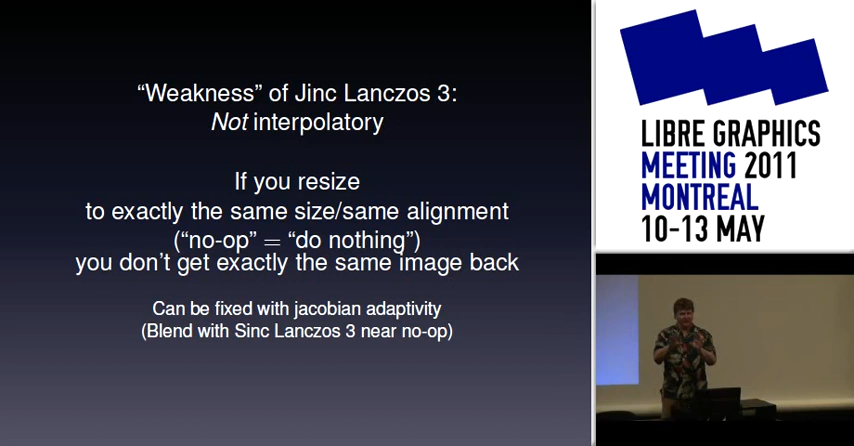 “Weakness” of Jinc Lanczos 3:
Not interpolatory
If you resize
to exactly the same size/same alignment
(“no-op” = “do nothing”)
you don’t get exactly the same image back
Can be fixed with jacobian adaptivity
(Blend with Sinc Lanczos 3 near no-op)
LIBRE GRAPHICS
MEETING 2011
MONTREAL
10-13 MAY